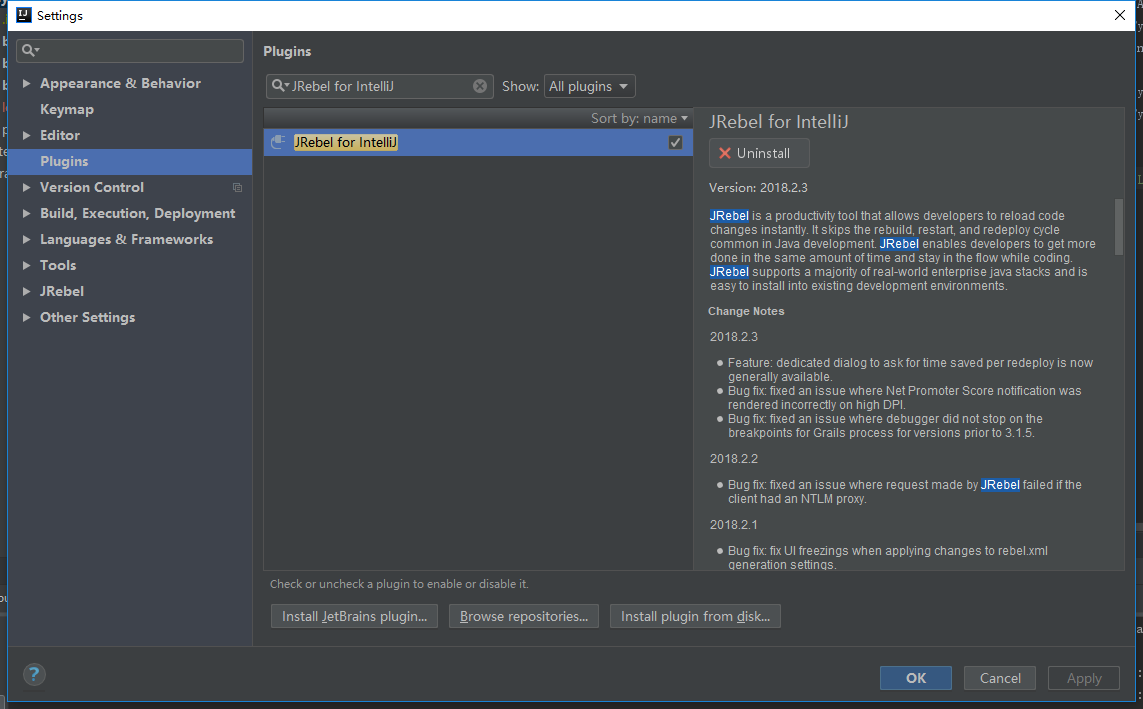 Settings
Plugins
JRebel for IntelliJ
Show:
All plugins
Appearance & Behavior
Keymap
Editor
Plugins
Version Control
Build, Execution, Deployment
Languages & Frameworks
Tools
JRebel
Other Settings
Sort by: name
JRebel for IntelliJ
JRebel for IntelliJ
Uninstall
Version: 2018.2.3
JRebel is a productivity tool that allows developers to reload code
changes instantly. It skips the rebuild, restart, and redeploy cycle
common in Java development. JRebel enables developers to get more
done in the same amount of time and stay in the flow while coding.
JRebel supports a majority of real-world enterprise java stacks and is
easy to install into existing development environments.
Change Notes
2018.2.3
Feature: dedicated dialog to ask for time saved per redeploy is now
generally available.
Bug fix: fixed an issue where Net Promoter Score notification was
rendered incorrectly on high DPI.
Bug fix: fixed an issue where debugger did not stop on the
breakpoints for Grails process for versions prior to 3.1.5.
2018.2.2
Bug fix: fixed an issue where request made by JRebel failed if the
client had an NTLM proxy.
2018.2.1
Bug fix: fix UI freezings when applying changes to rebel.xml
generation settings.
Check or uncheck a plugin to enable or disable it.
Install JetBrains plugin...
Browse repositories...
Install plugin from disk...
?
OK
Cancel
Apply